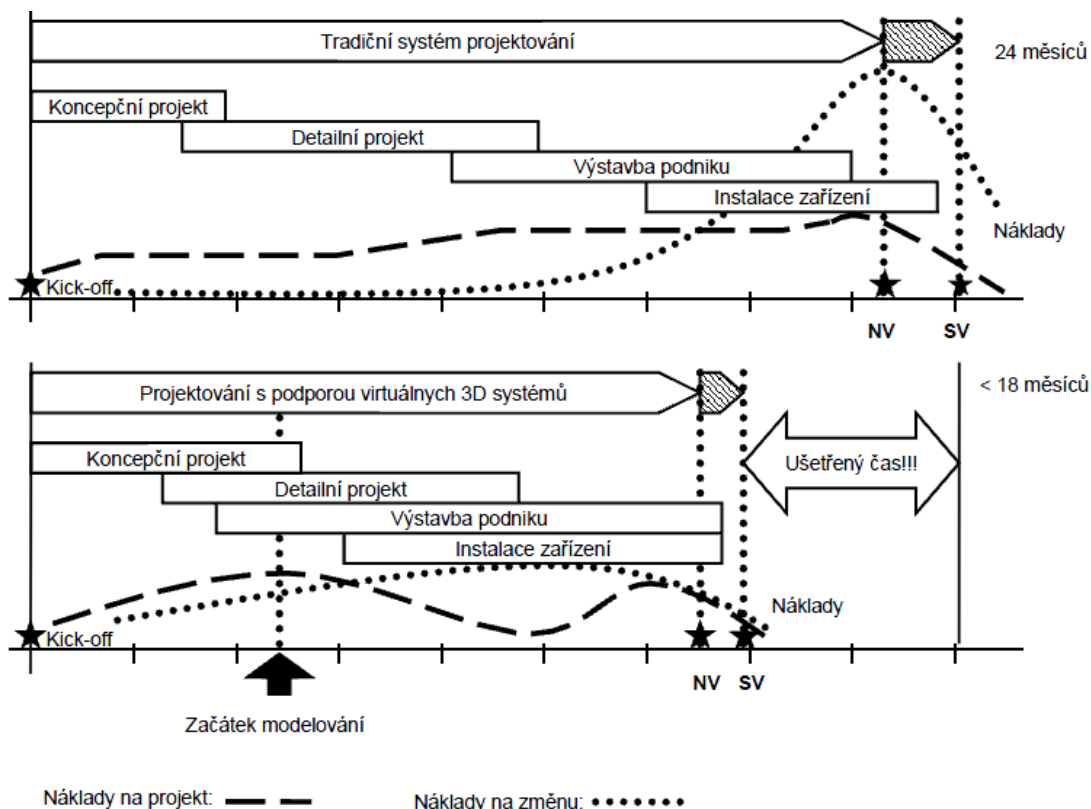 Tradiční systém projektování
24 měsíců
Koncepční projekt
Detailní projekt
Výstavba podniku
Instalace zařízení
Náklady
Kick-off
NV
SV
Projektování s podporou virtuálnych 3D systémů
< 18 měsíců
Koncepční projekt
Ušetřený čas!!!
Detailní projekt
Výstavba podniku
Instalace zařízení
Náklady
Kick-off
NV
SV
Začátek modelování
Náklady na projekt:
Náklady na změnu: